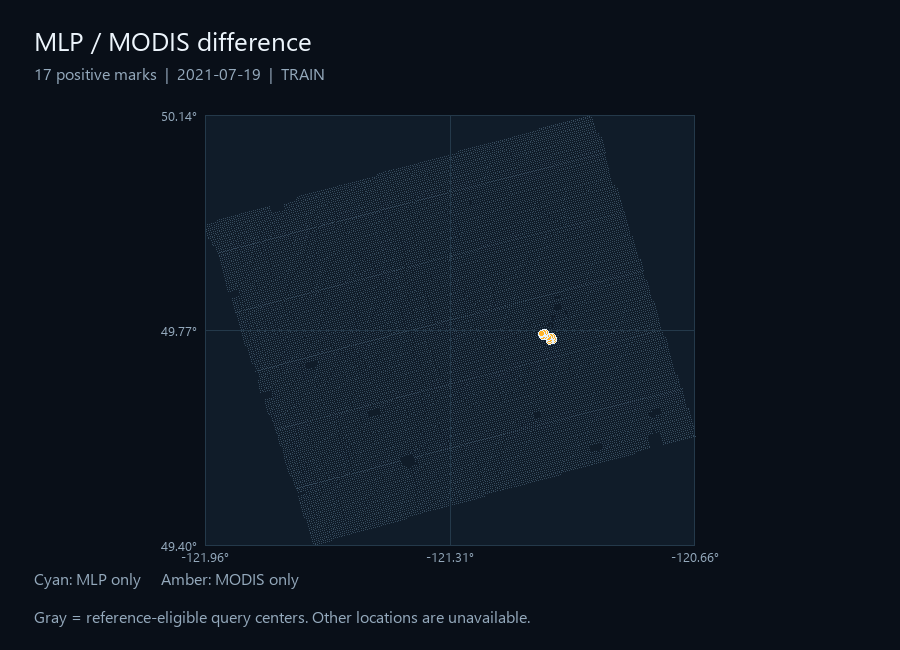 MLP / MODIS difference
17 positive marks | 2021-07-19 | TRAIN
50.14°
49.77°
49.40°
-121.96° -121.31° -120.66°
Cyan: MLP only Amber: MODIS only
Gray = reference-eligible query centers. Other locations are unavailable.